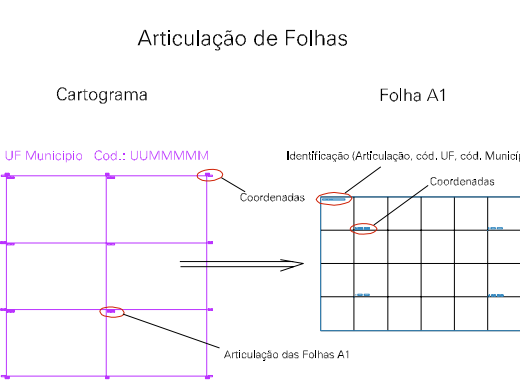 Articulação de Folhas
Cartograma
Folha A1
UF Municipio Cod.: UUMMMMM
Identificação (Articulação, cód. UF, cód. Municíp
Coordenadas
Coordenadas
Articulação das Folhas A1